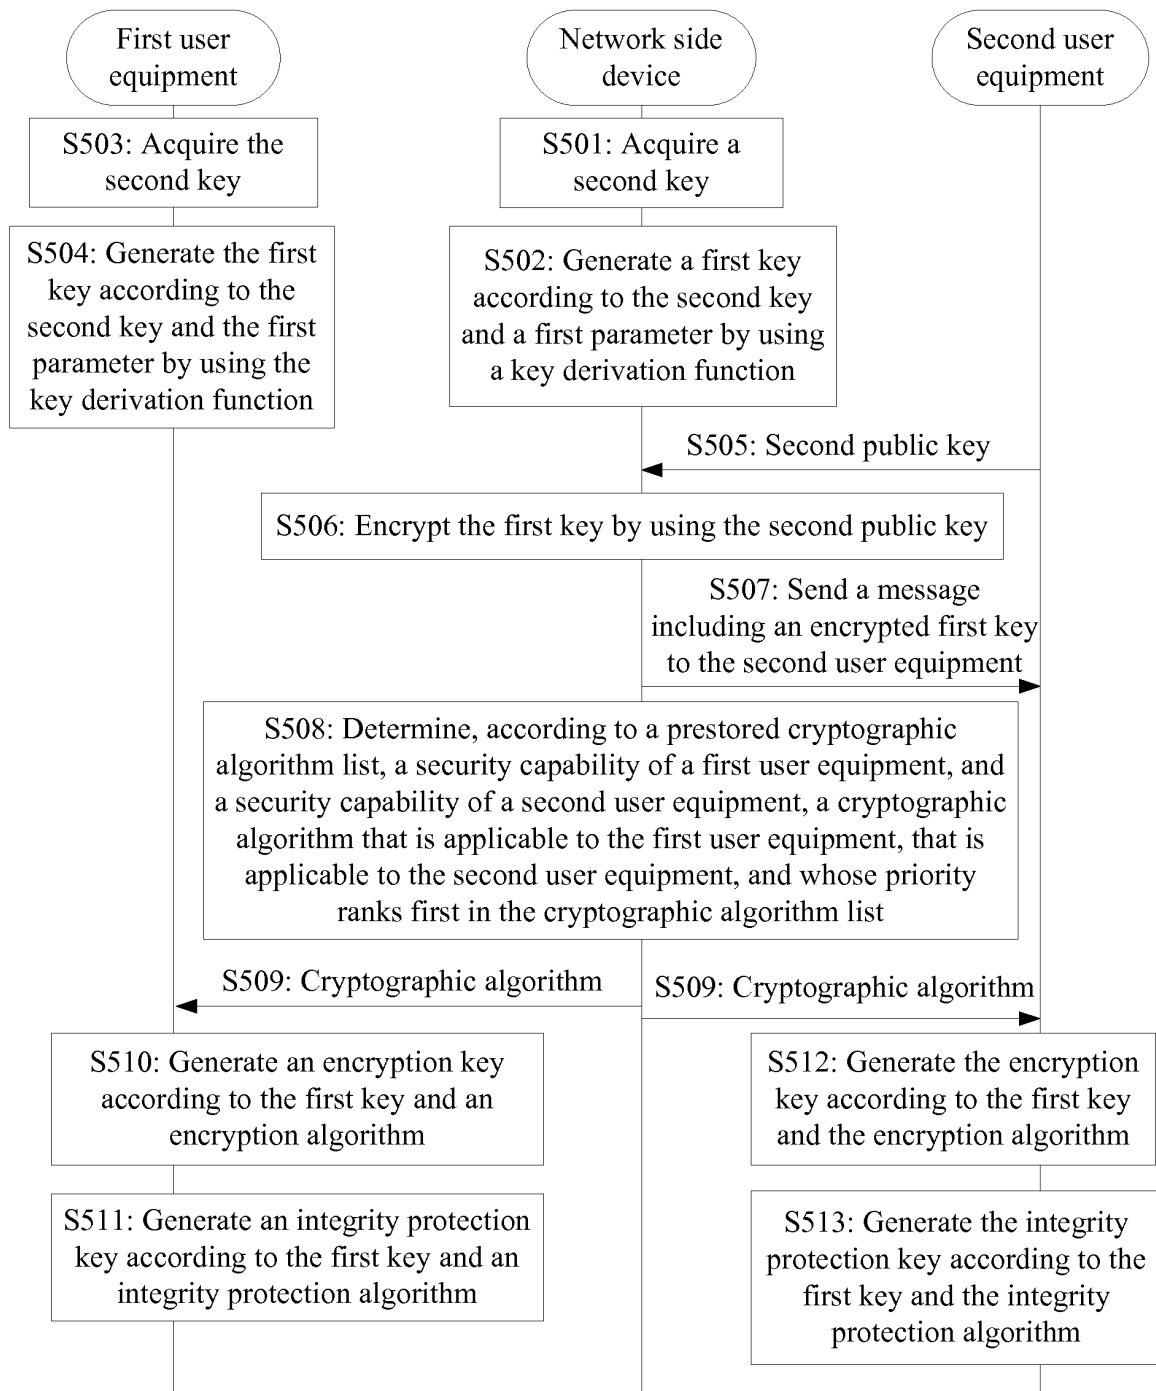 First user
equipment
Network side
device
Second user
equipment
S503: Acquire the
second key
S501: Acquire a
second key
S504: Generate the first
key according to the
second key and the first
parameter by using the
key derivation function
S502: Generate a first key
according to the second key
and a first parameter by using
a key derivation function
S505: Second public key
S506: Encrypt the first key by using the second public key
S507: Send a message
including an encrypted first key
to the second user equipment
S508: Determine, according to a prestored cryptographic
algorithm list, a security capability of a first user equipment, and
a security capability of a second user equipment, a cryptographic
algorithm that is applicable to the first user equipment, that is
applicable to the second user equipment, and whose priority
ranks first in the cryptographic algorithm list
S509: Cryptographic algorithm
S509: Cryptographic algorithm
S510: Generate an encryption key
according to the first key and an
encryption algorithm
S512: Generate the encryption
key according to the first key
and the encryption algorithm
S511: Generate an integrity protection
key according to the first key and an
integrity protection algorithm
S513: Generate the integrity
protection key according to the
first key and the integrity
protection algorithm